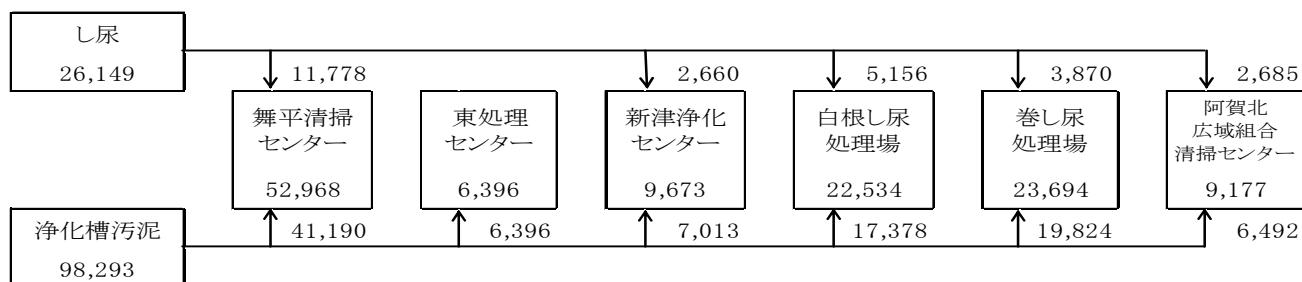 し尿
26,149
11,778
2,660
5,156
3,870
2,685
舞平清掃
センター
52,968
東処理
センター
6,396
新津浄化
センター
9,673
白根し尿
処理場
22,534
巻し尿
処理場
23,694
阿賀北
広域組合
清掃センター
9,177
浄化槽汚泥
98,293
41,190
6,396
7,013
17,378
19,824
6,492